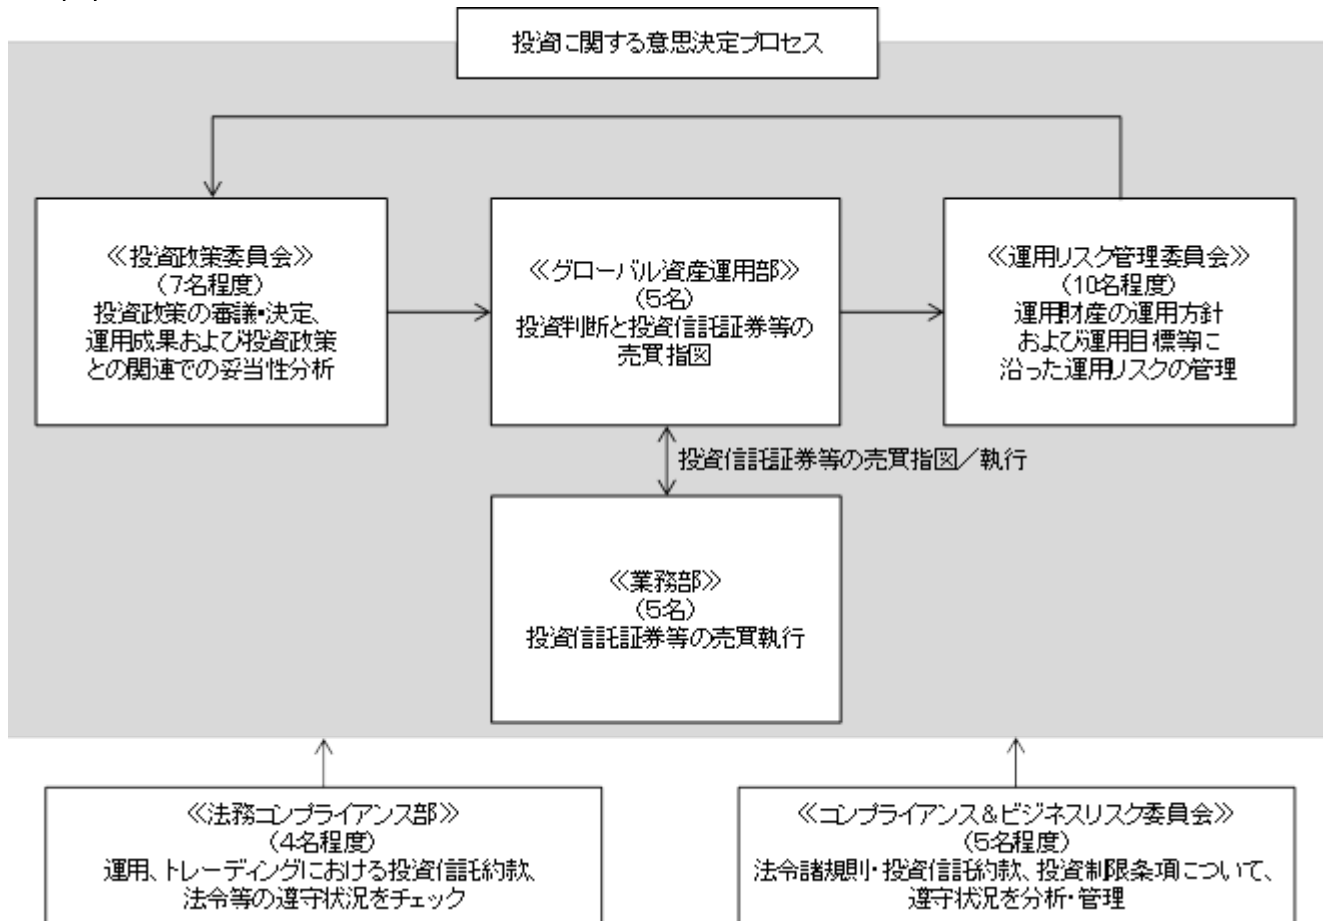 投資に関する意思決定プロセス
≪投資政策委員会≫
(7名程度)
投資政策の審議・決定、
運用成果および投資政策
との関連での妥当性分析
≪グローバル資産運用部≫
(5名)
投資判断と投資信託証券等の
売買指図
≪運用リスク管理委員会≫
(10名程度)
運用財産の運用方針
および運用目標等に
沿った運用リスクの管理
投資信託証券等の売買指図／執行
≪業務部≫
(5名)
投資信託証券等の売買執行
≪法務コンプライアンス部≫
(4名程度)
運用、トレーディングにおける投資信託約款、
法令等の遵守状況をチェック
≪コンプライアンス&ビジネスリスク委員会≫
(5名程度)
法令諸規則・投資信託約款、投資制限条項について、
遵守状況を分析・管理